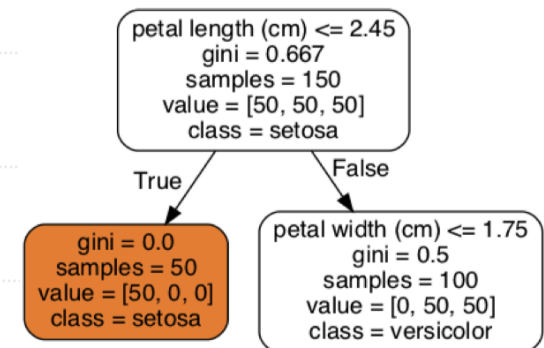 petal length (cm) <= 2.45
gini = 0.667
samples = 150
value = [50, 50, 50]
class = setosa
True
False
gini = 0.0
samples = 50
value = [50, 0, 0]
class = setosa
petal width (cm) <= 1.75
gini = 0.5
samples = 100
value = [0, 50, 50]
class = versicolor